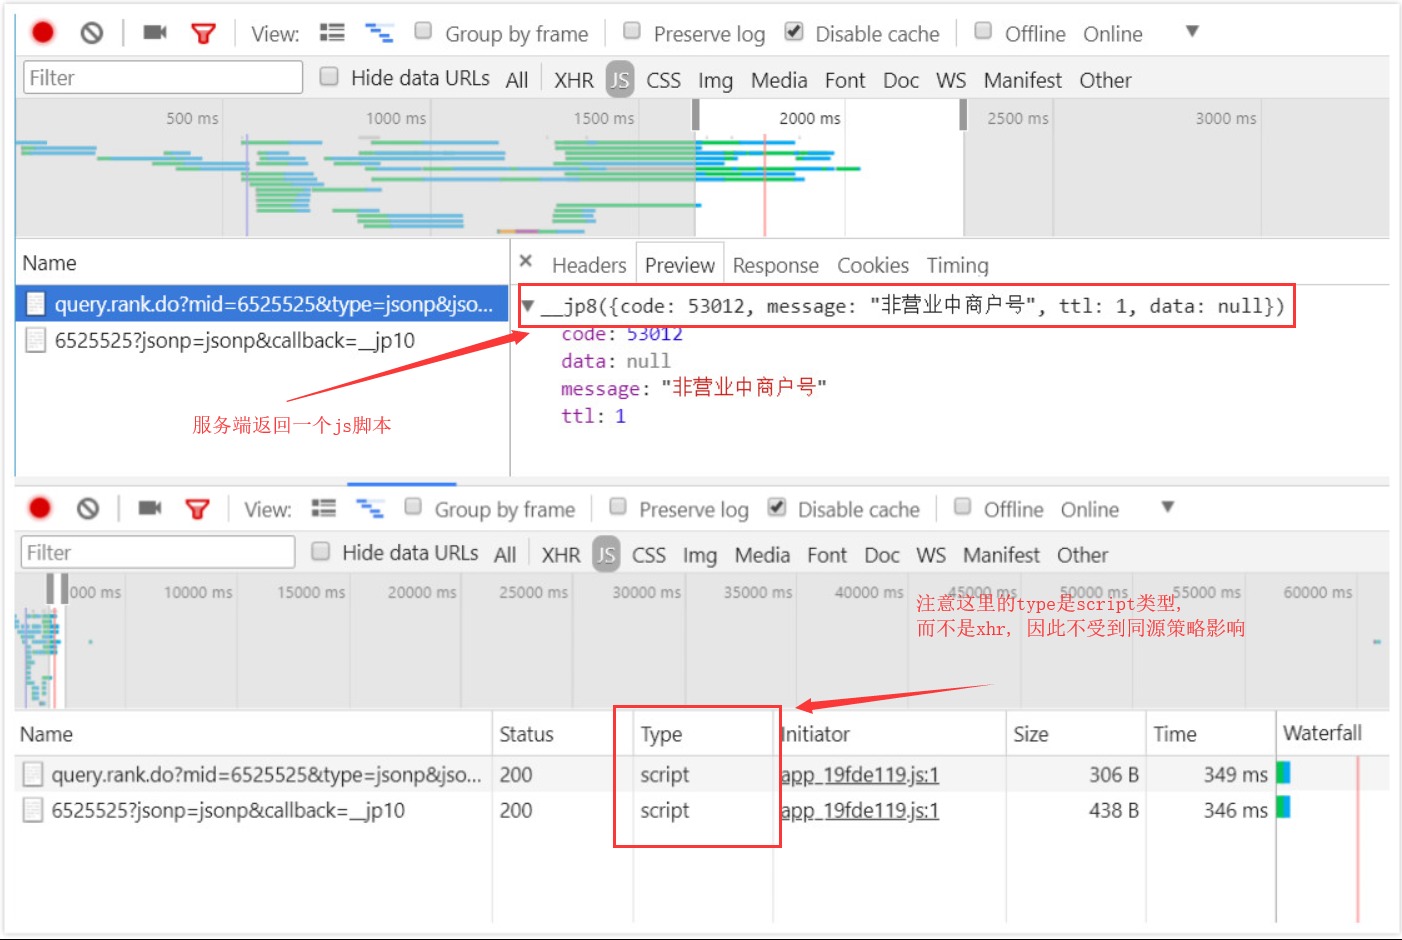 View: Group by frame Preserve log Disable cache Offline Online
Filter Hide data URLs All XHR JS CSS Img Media Font Doc WS Manifest Other
500 ms 1000 ms 1500 ms 2000 ms 2500 ms 3000 ms
Name
× Headers Preview Response Cookies Timing
query.rank.do?mid=6525525&type=jsonp&jso...
__jp8({code: 53012, message: "非营业中商户号", ttl: 1, data: null})
6525525?jsonp=jsonp&callback=__jp10
code: 53012
data: null
message: "非营业中商户号"
ttl: 1
服务端返回一个js脚本
View: Group by frame Preserve log Disable cache Offline Online
Filter Hide data URLs All XHR JS CSS Img Media Font Doc WS Manifest Other
000 ms 10000 ms 15000 ms 20000 ms 25000 ms 30000 ms 35000 ms 40000 ms 45000 ms 50000 ms 55000 ms 60000 ms
注意这里的type是script类型,
而不是xhr, 因此不受到同源策略影响
Name Status Type Initiator Size Time Waterfall
query.rank.do?mid=6525525&type=jsonp&jso... 200 script app_19fde119.js:1 306 B 349 ms
6525525?jsonp=jsonp&callback=__jp10 200 script app_19fde119.js:1 438 B 346 ms